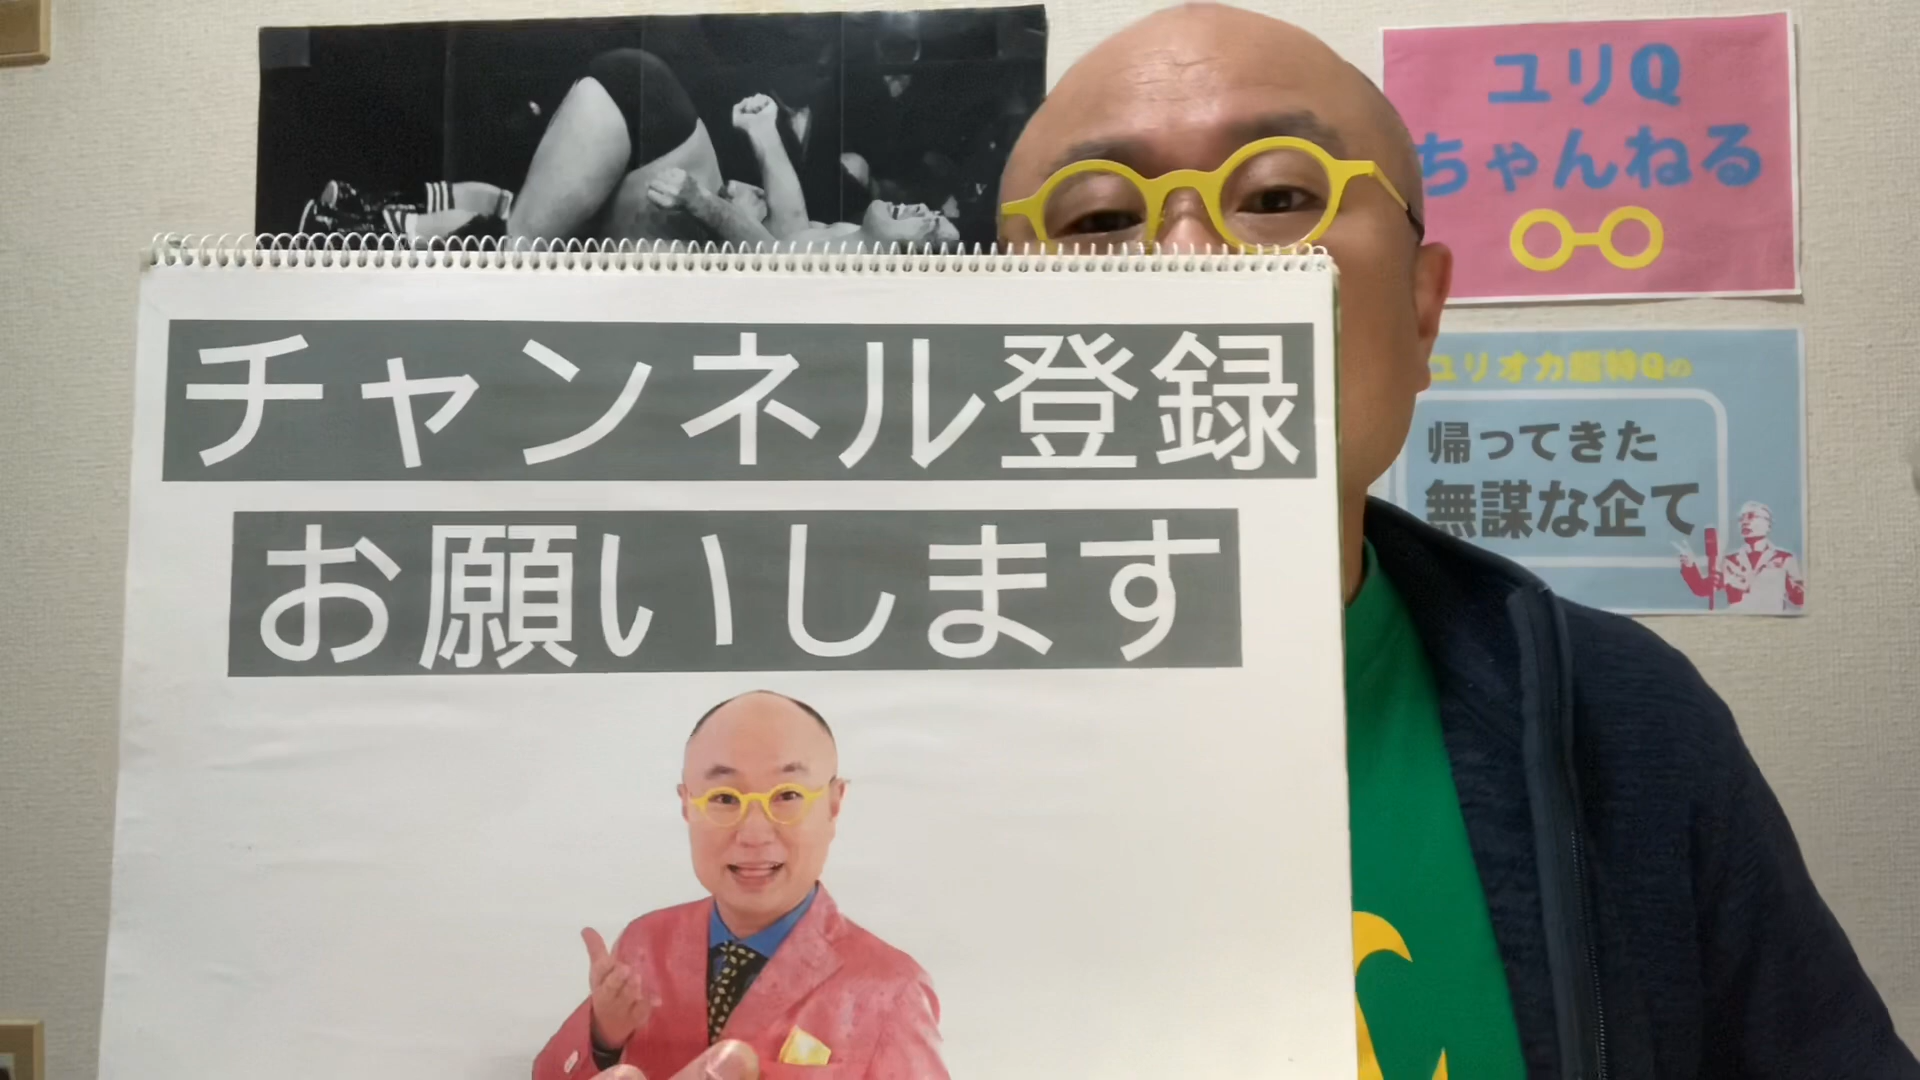 ユリQ
ちゃんねる
チャンネル登録
お願いします
ユリオカ超特Qの
帰ってきた
無謀な企て